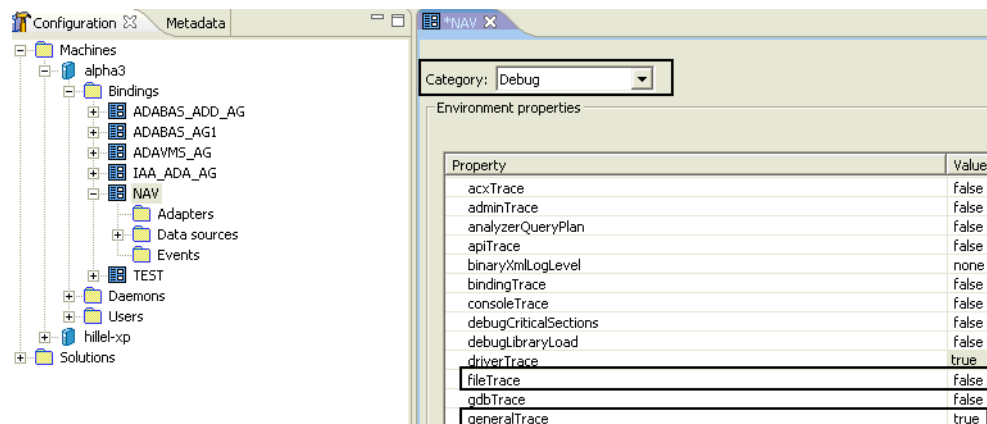 Configuration
Metadata
Machines
alpha3
Bindings
ADABAS_ADD_AG
ADABAS_AG1
ADAVMS_AG
IAA_ADA_AG
NAV
Adapters
Data sources
Events
TEST
Daemons
Users
hillel-xp
Solutions
*NAV
Category: Debug
Environment properties
Property Value
acxTrace false
adminTrace false
analyzerQueryPlan false
apiTrace false
binaryXmlLogLevel none
bindingTrace false
consoleTrace false
debugCriticalSections false
debugLibraryLoad false
driverTrace true
fileTrace false
gdbTrace false
generalTrace true